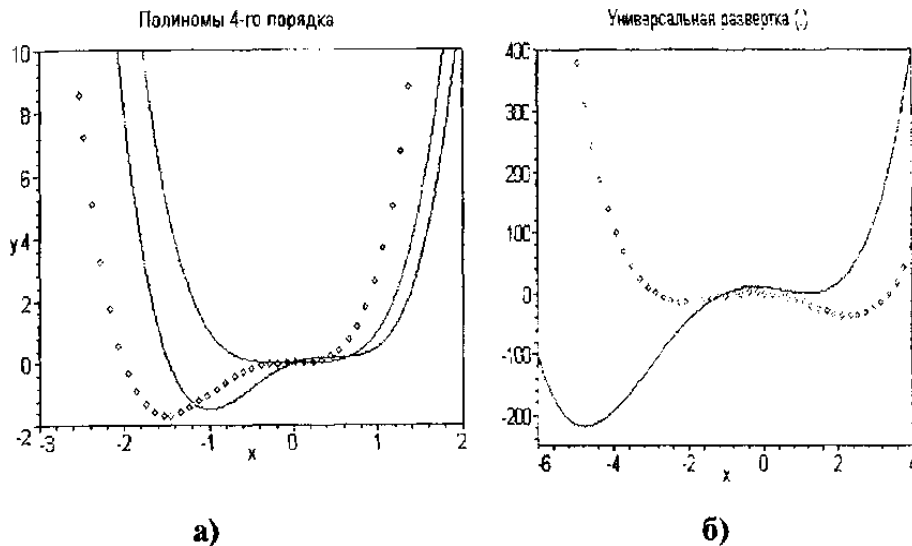 Полиномы 4-го порядка
10
8
6
y4
2
0
-2
-3 -2 -1 0 1 2
x
а)
Универсальная развертка ()
400
300
200
100
0
-100
-200
-6 -4 -2 0 2 4
x
б)